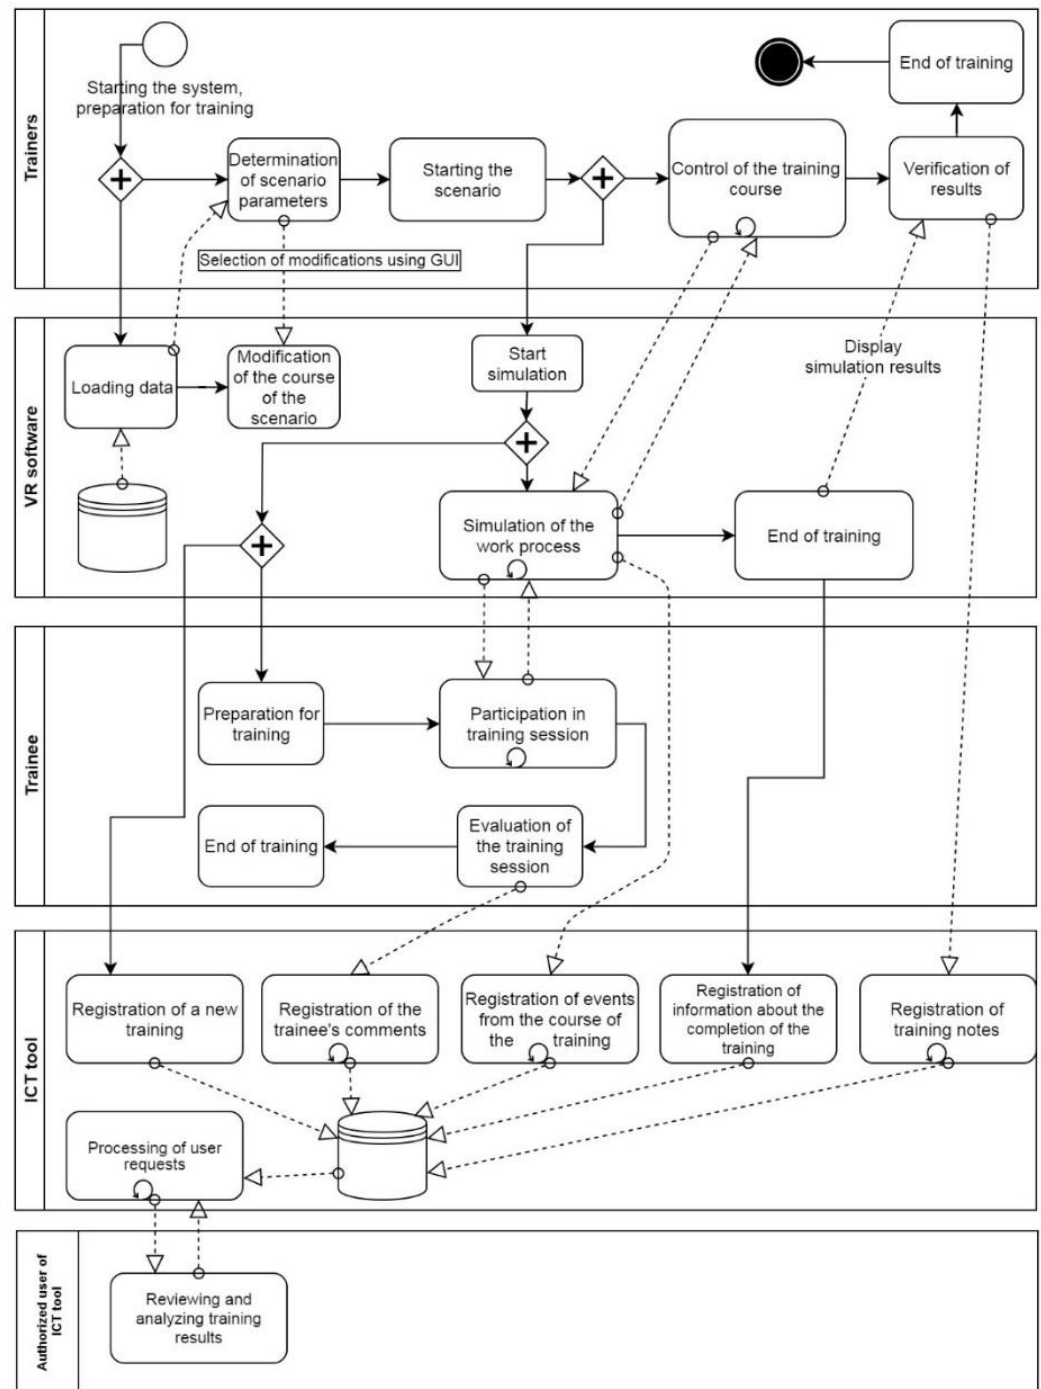 Trainers
Starting the system,
preparation for training
Determination
of scenario
parameters
Starting the
scenario
Control of the training
course
Verification of
results
End of training
Selection of modifications using GUI
VR software
Loading data
Modification
of the course
of the
scenario
Start
simulation
Display
simulation results
Simulation of the
work process
End of training
Trainee
Preparation for
training
Participation in
training session
End of training
Evaluation of
the training
session
ICT tool
Registration of a new
training
Registration of the
trainee's comments
Registration of events
from the course of
the training
Registration of
information about the
completion of the
training
Registration of
training notes
Processing of user
requests
Authorized user of
ICT tool
Reviewing and
analyzing training
results